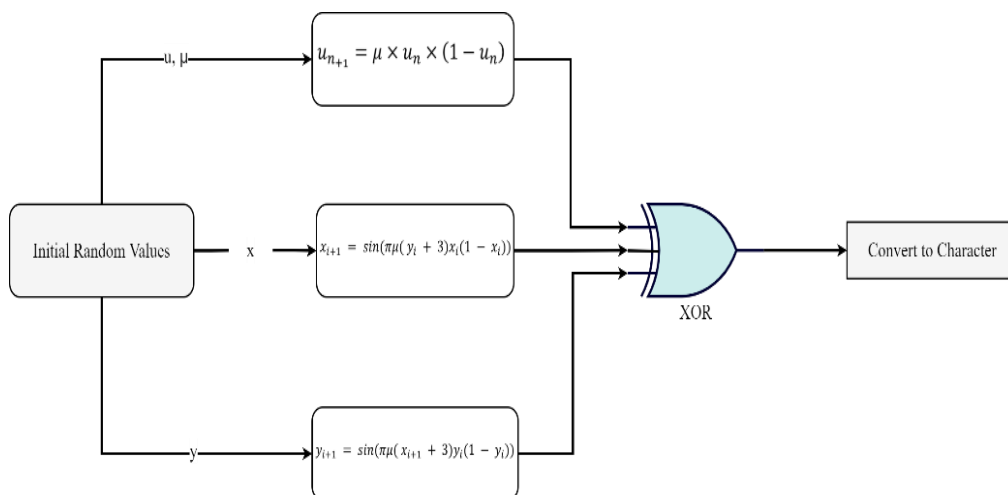 u, μ
u_{n+1} = μ × u_n × (1 − u_n)
Initial Random Values
x
x_{i+1} = sin(πμ( y_i + 3)x_i(1 − x_i))
XOR
Convert to Character
y
y_{i+1} = sin(πμ( x_{i+1} + 3)y_i(1 − y_i))